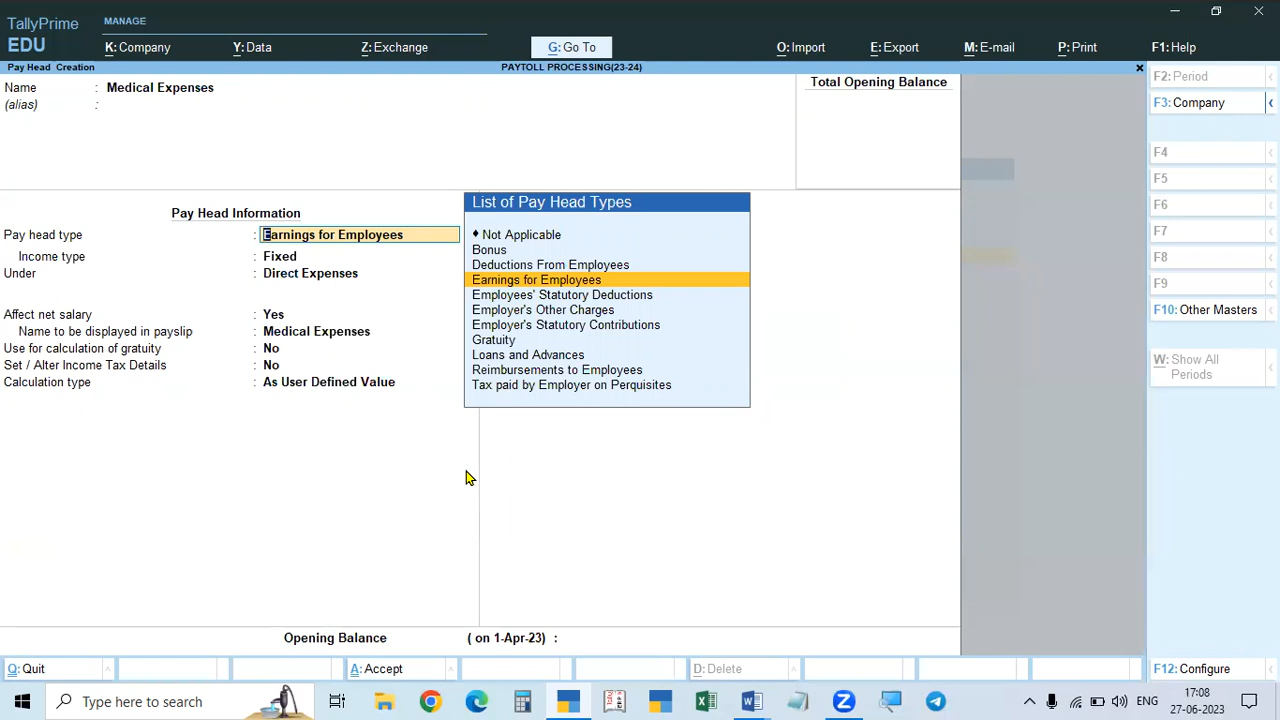 TallyPrime
EDU
MANAGE
K: Company
Y: Data
Z: Exchange
G: Go To
O: Import
E: Export
M: E-mail
P: Print
F1: Help
Pay Head Creation
PAYTOLL PROCESSING(23-24)
Name : Medical Expenses
(alias) :
Total Opening Balance
Pay Head Information
Pay head type : Earnings for Employees
Income type : Fixed
Under : Direct Expenses
Affect net salary : Yes
Name to be displayed in payslip : Medical Expenses
Use for calculation of gratuity : No
Set / Alter Income Tax Details : No
Calculation type : As User Defined Value
List of Pay Head Types
♦ Not Applicable
Bonus
Deductions From Employees
Earnings for Employees
Employees' Statutory Deductions
Employer's Other Charges
Employer's Statutory Contributions
Gratuity
Loans and Advances
Reimbursements to Employees
Tax paid by Employer on Perquisites
Opening Balance ( on 1-Apr-23) :
F2: Period
F3: Company
F4
F5
F6
F7
F8
F9
F10: Other Masters
W: Show All
Periods
Q: Quit
A: Accept
D: Delete
F12: Configure
Type here to search
ENG
17:08
27-06-2023